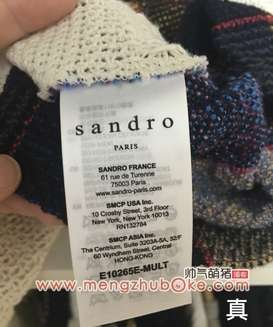 sandro
PARIS
SANDRO FRANCE
61 rue de Turenne
75003 Paris
www.sandro-paris.com
SMCP USA Inc.
10 Crosby Street, 3rd Floor
New York, New York 10013
RN132784
SMCP ASIA Inc.
The Centrium, Suite 3203A-5A, 32/F
60 Wyndham Street, Central
HONG-KONG
E10265E-MULT
帅气萌猪
www.mengzhuboke.com
真